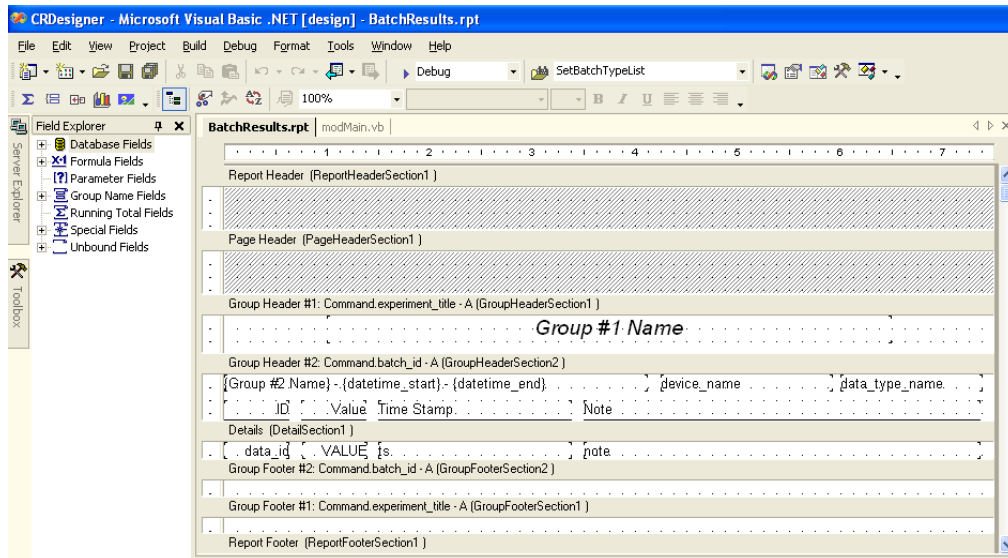 CRDesigner - Microsoft Visual Basic .NET [design] - BatchResults.rpt
File Edit View Project Build Debug Format Tools Window Help
Debug SetBatchTypeList
100% B I U
Field Explorer BatchResults.rpt modMain.vb
Server Explorer
Toolbox
Database Fields
Formula Fields
Parameter Fields
Group Name Fields
Running Total Fields
Special Fields
Unbound Fields
1 2 3 4 5 6 7
Report Header (ReportHeaderSection1 )
Page Header (PageHeaderSection1 )
Group Header #1: Command.experiment_title - A (GroupHeaderSection1 )
Group #1 Name
Group Header #2: Command.batch_id - A (GroupHeaderSection2 )
{Group #2 Name} - {datetime_start} - {datetime_end} device_name data_type_name
ID Value Time Stamp Note
Details (DetailSection1 )
data_id VALUE ts note
Group Footer #2: Command.batch_id - A (GroupFooterSection2 )
Group Footer #1: Command.experiment_title - A (GroupFooterSection1 )
Report Footer (ReportFooterSection1 )